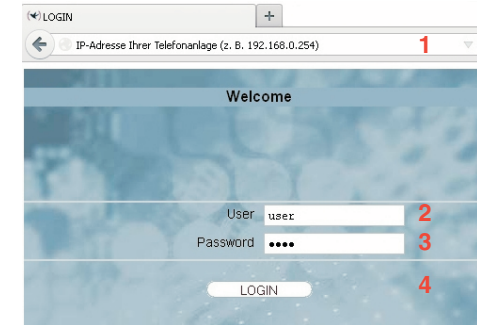 LOGIN
IP-Adresse Ihrer Telefonanlage (z. B. 192.168.0.254) 1
Welcome
User user 2
Password •••• 3
LOGIN 4